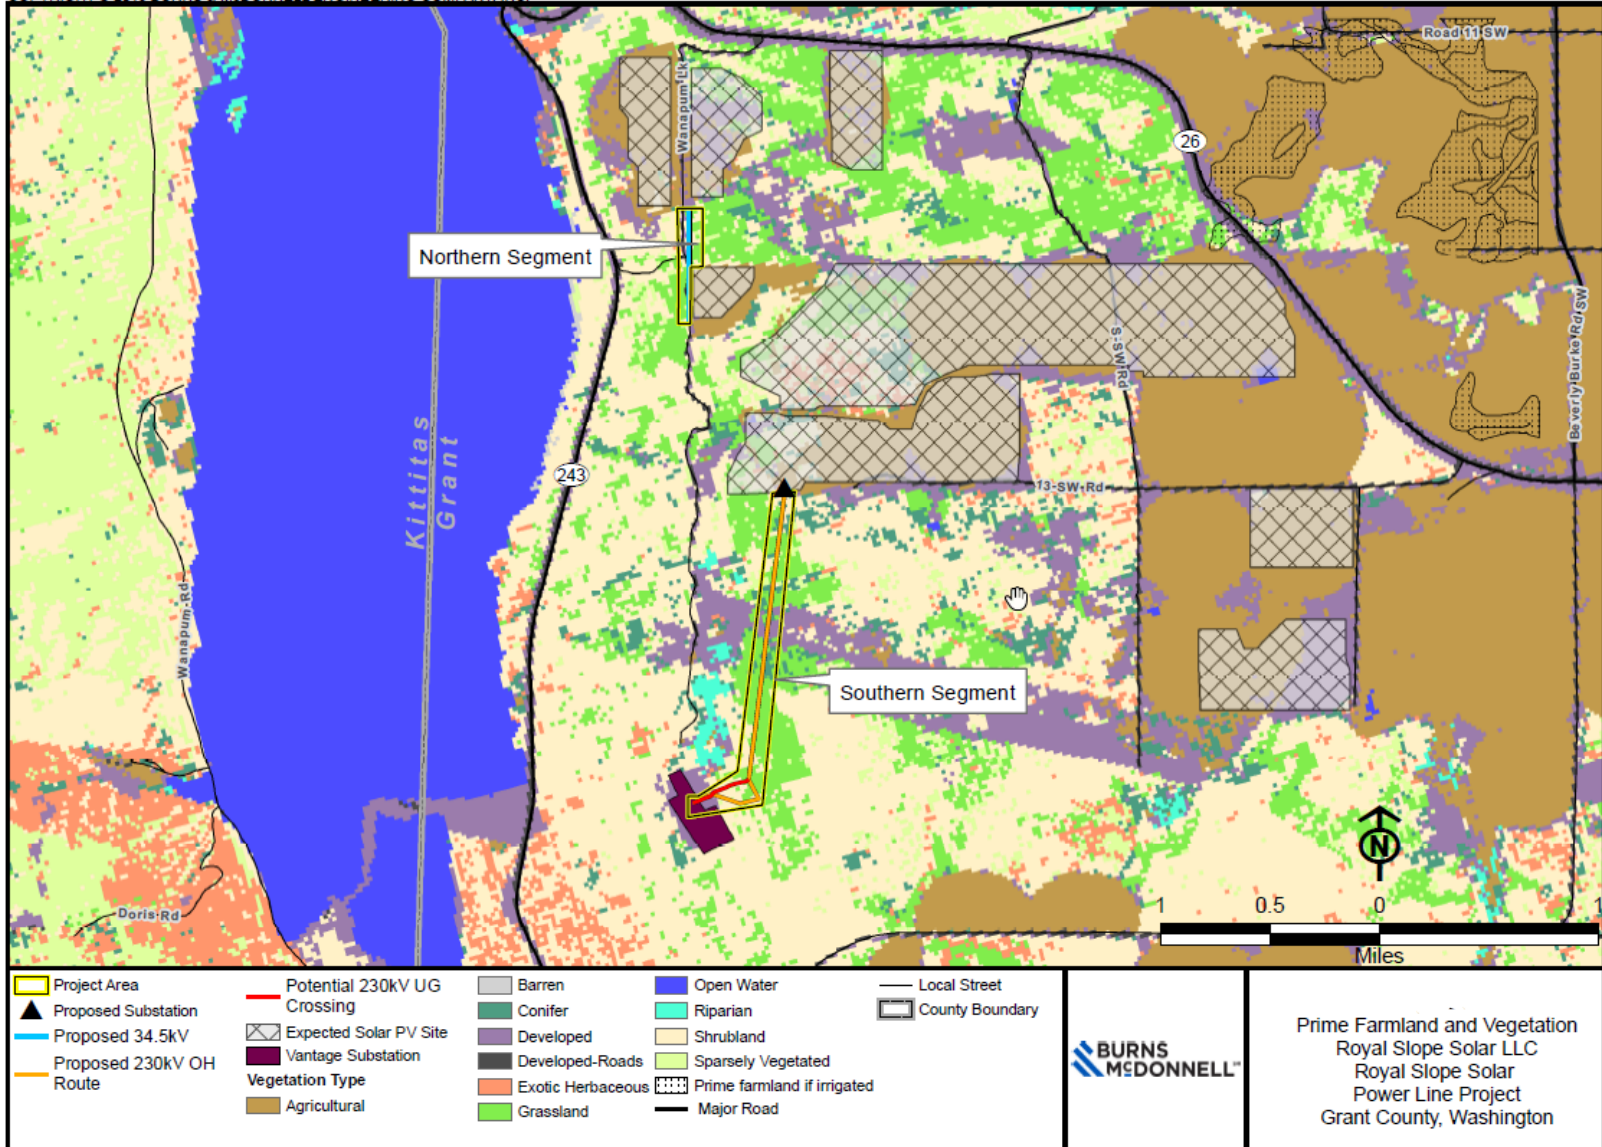 Road 11 SW
Wanapum Lk
26
Northern Segment
S-SW-Rd
Beverly Burke Rd SW
Kittitas
Grant
243
13-SW-Rd
Wanapum-Rd
Southern Segment
N
Doris Rd
1 0.5 0 1
Miles
Project Area
Proposed Substation
Proposed 34.5kV
Proposed 230kV OH
Route
Potential 230kV UG
Crossing
Expected Solar PV Site
Vantage Substation
Vegetation Type
Agricultural
Barren
Conifer
Developed
Developed-Roads
Exotic Herbaceous
Grassland
Open Water
Riparian
Shrubland
Sparsely Vegetated
Prime farmland if irrigated
Major Road
Local Street
County Boundary
BURNS
McDONNELL
Prime Farmland and Vegetation
Royal Slope Solar LLC
Royal Slope Solar
Power Line Project
Grant County, Washington